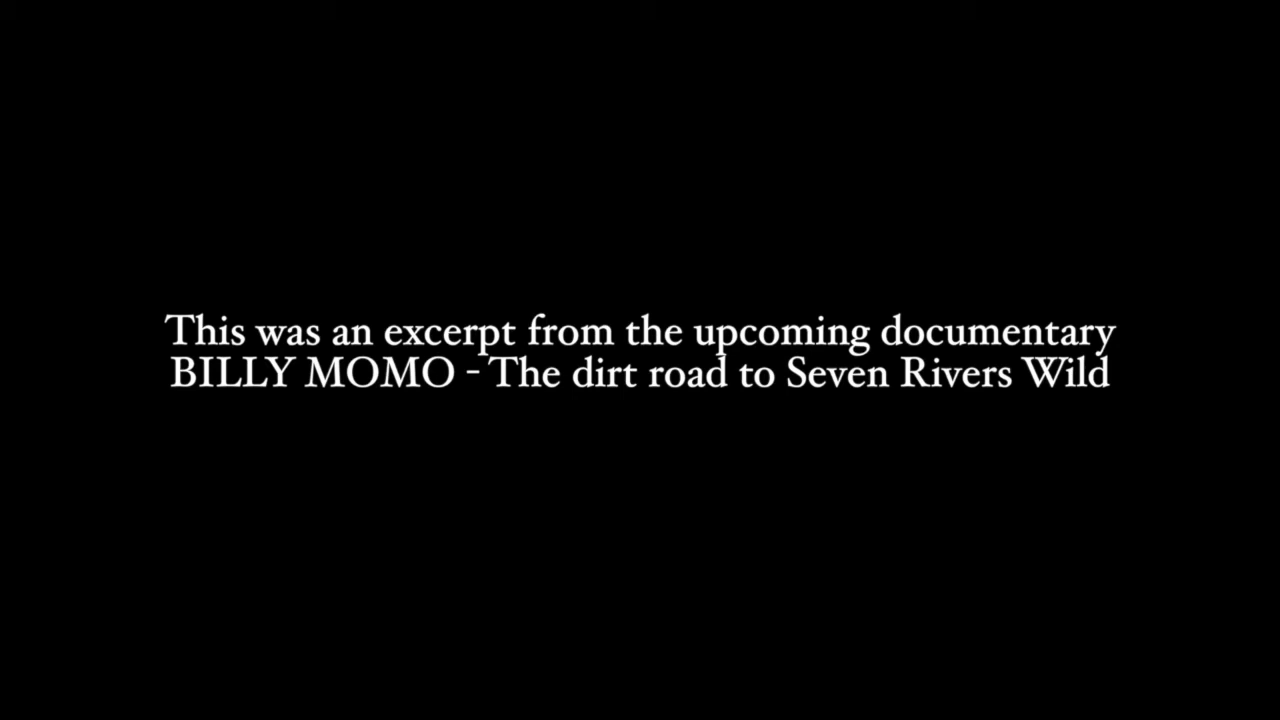 This was an excerpt from the upcoming documentary
BILLY MOMO - The dirt road to Seven Rivers Wild